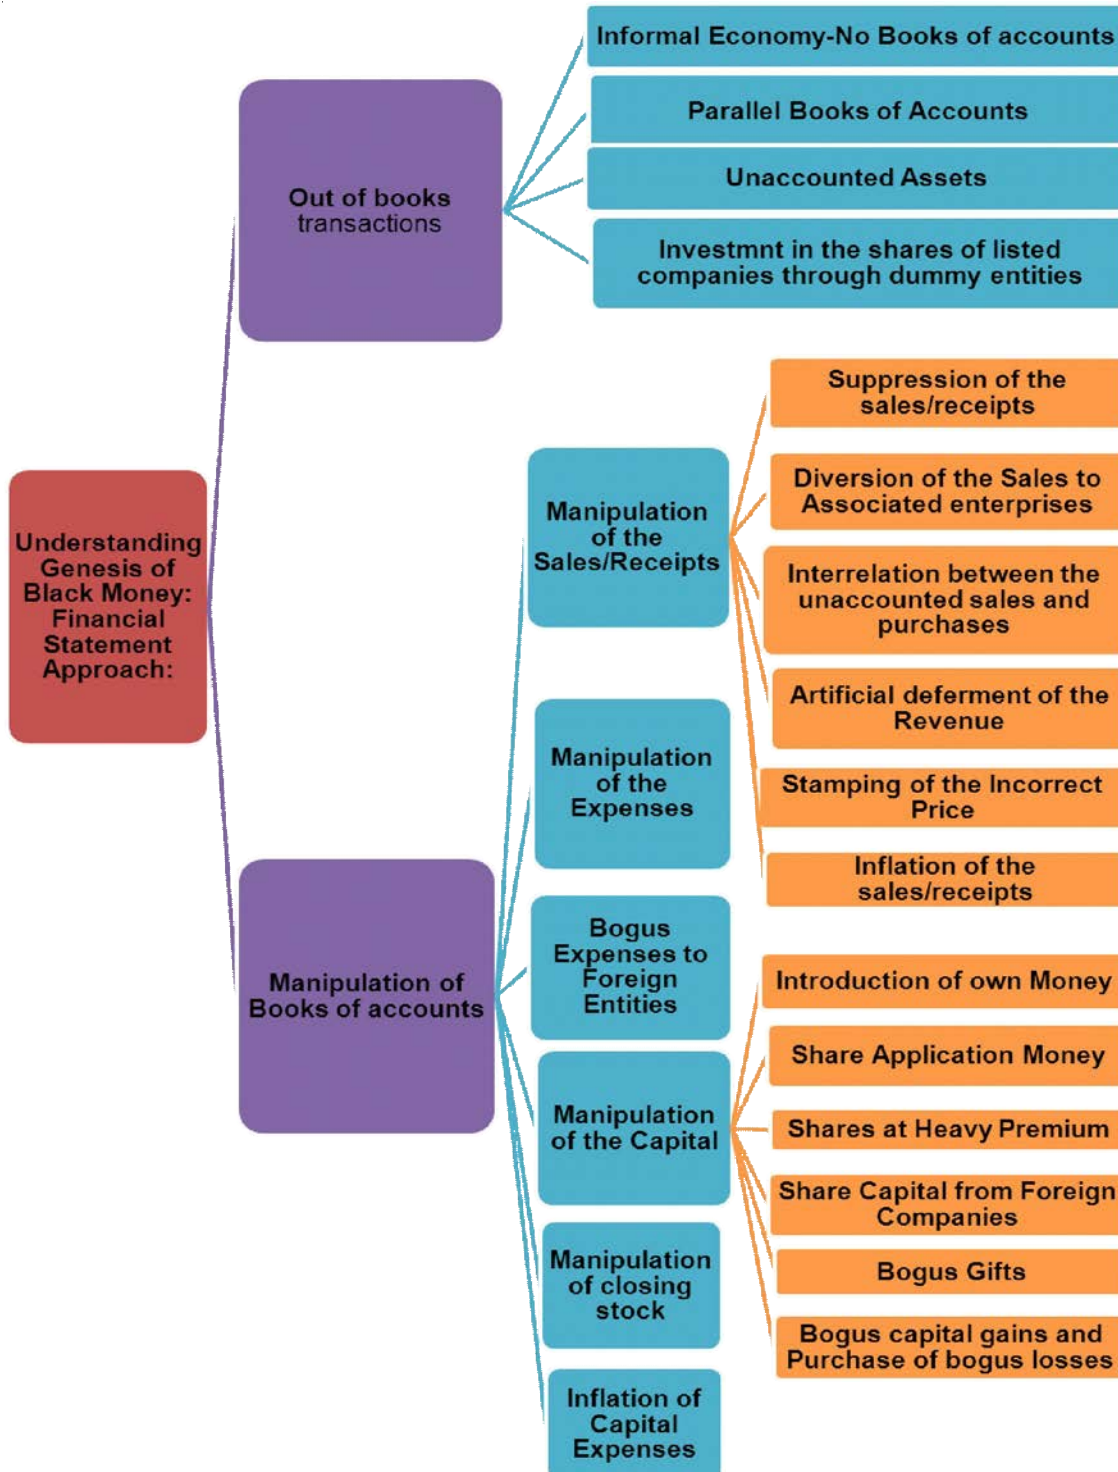 Understanding
Genesis of
Black Money:
Financial
Statement
Approach:
Out of books
transactions
Informal Economy-No Books of accounts
Parallel Books of Accounts
Unaccounted Assets
Investmnt in the shares of listed
companies through dummy entities
Manipulation of
Books of accounts
Manipulation
of the
Sales/Receipts
Suppression of the
sales/receipts
Diversion of the Sales to
Associated enterprises
Interrelation between the
unaccounted sales and
purchases
Artificial deferment of the
Revenue
Stamping of the Incorrect
Price
Inflation of the
sales/receipts
Manipulation
of the
Expenses
Bogus
Expenses to
Foreign
Entities
Manipulation
of the Capital
Introduction of own Money
Share Application Money
Shares at Heavy Premium
Share Capital from Foreign
Companies
Bogus Gifts
Bogus capital gains and
Purchase of bogus losses
Manipulation
of closing
stock
Inflation of
Capital
Expenses